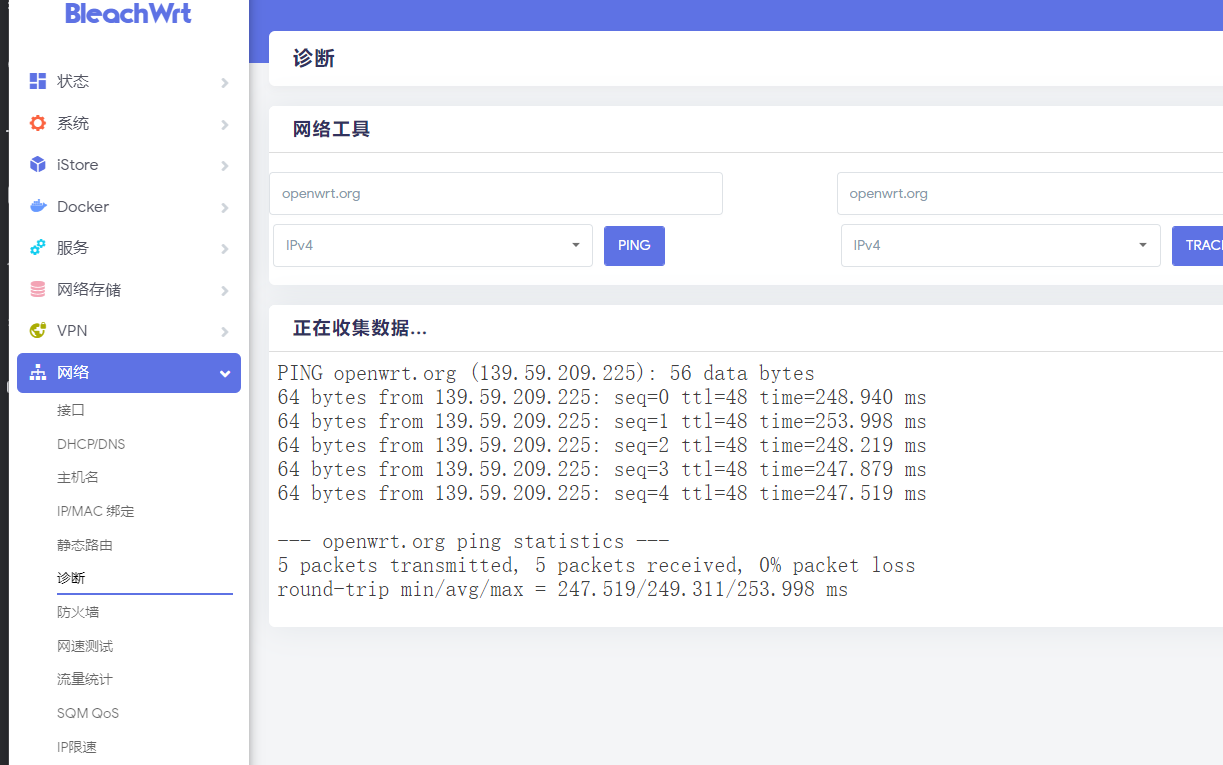 BleachWrt
状态
系统
iStore
Docker
服务
网络存储
VPN
网络
接口
DHCP/DNS
主机名
IP/MAC 绑定
静态路由
诊断
防火墙
网速测试
流量统计
SQM QoS
IP限速
诊断
网络工具
openwrt.org
openwrt.org
IPv4
PING
IPv4
TRAC
正在收集数据...
PING openwrt.org (139.59.209.225): 56 data bytes
64 bytes from 139.59.209.225: seq=0 ttl=48 time=248.940 ms
64 bytes from 139.59.209.225: seq=1 ttl=48 time=253.998 ms
64 bytes from 139.59.209.225: seq=2 ttl=48 time=248.219 ms
64 bytes from 139.59.209.225: seq=3 ttl=48 time=247.879 ms
64 bytes from 139.59.209.225: seq=4 ttl=48 time=247.519 ms
--- openwrt.org ping statistics ---
5 packets transmitted, 5 packets received, 0% packet loss
round-trip min/avg/max = 247.519/249.311/253.998 ms